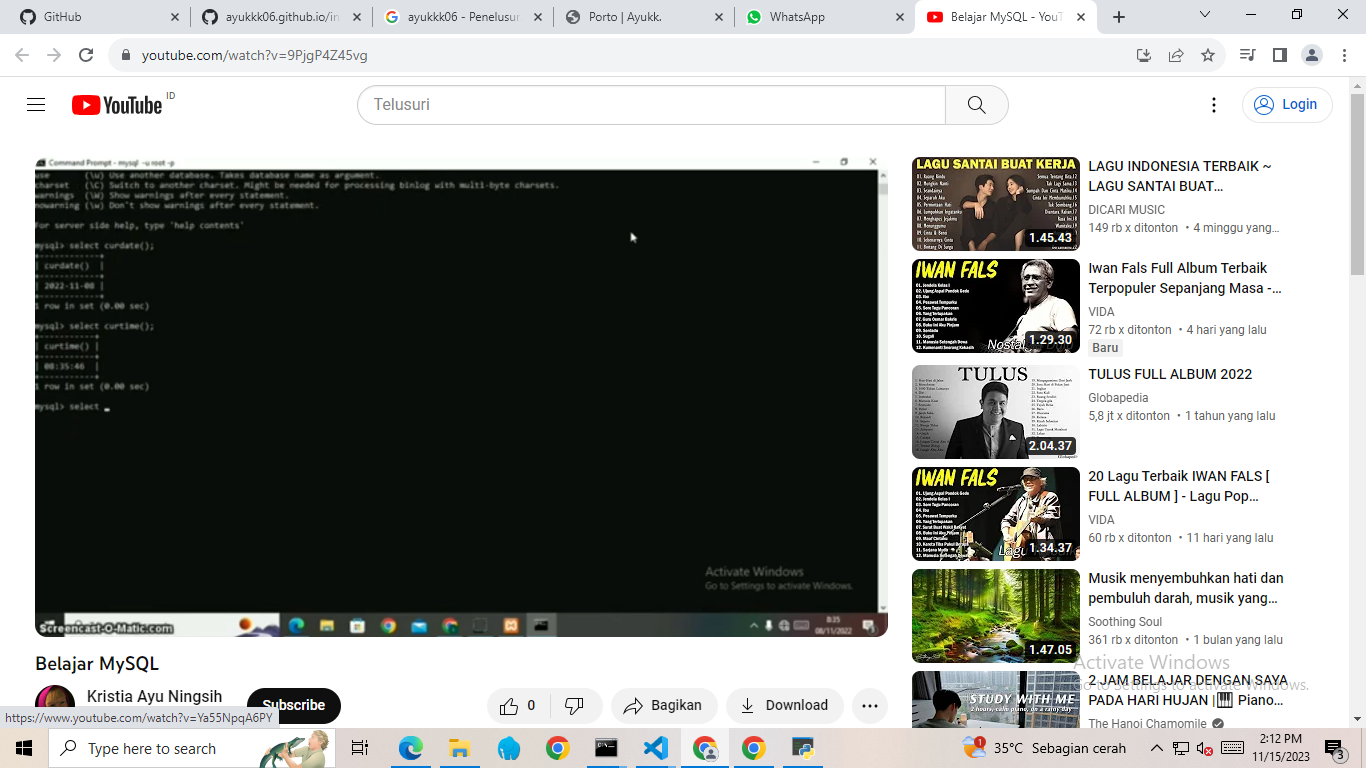 GitHub
ayukkk06.github.io/in
ayukkk06 - Penelusur
Porto | Ayukk.
WhatsApp
Belajar MySQL - YouT
youtube.com/watch?v=9PjgP4Z45vg
YouTube ID
Telusuri
Login
Command Prompt - mysql -u root -p
use (\u) Use another database. Takes database name as argument.
charset (\C) Switch to another charset. Might be needed for processing binlog with multi-byte charsets.
warnings (\W) Show warnings after every statement.
nowarning (\w) Don't show warnings after every statement.
For server side help, type 'help contents'
mysql> select curdate();
+------------+
| curdate() |
+------------+
| 2022-11-08 |
+------------+
1 row in set (0.00 sec)
mysql> select curtime();
+-----------+
| curtime() |
+-----------+
| 08:35:46 |
+-----------+
1 row in set (0.00 sec)
mysql> select _
Activate Windows
Go to Settings to activate Windows.
Screencast-O-Matic.com
8:35
08/11/2022
Belajar MySQL
Kristia Ayu Ningsih
Subscribe
0
Bagikan
Download
https://www.youtube.com/watch?v=Ya55NpqA6PY
LAGU SANTAI BUAT KERJA
1.45.43
LAGU INDONESIA TERBAIK ~
LAGU SANTAI BUAT...
DICARI MUSIC
149 rb x ditonton • 4 minggu yang...
IWAN FALS
1.29.30
Iwan Fals Full Album Terbaik
Terpopuler Sepanjang Masa -...
VIDA
72 rb x ditonton • 4 hari yang lalu
Baru
TULUS
2.04.37
TULUS FULL ALBUM 2022
Globapedia
5,8 jt x ditonton • 1 tahun yang lalu
IWAN FALS
1.34.37
20 Lagu Terbaik IWAN FALS [
FULL ALBUM ] - Lagu Pop...
VIDA
60 rb x ditonton • 11 hari yang lalu
1.47.05
Musik menyembuhkan hati dan
pembuluh darah, musik yang...
Soothing Soul
361 rb x ditonton • 1 bulan yang lalu
Activate Windows
Go to Settings to activate Windows.
STUDY WITH ME
2 hours, calm piano, on a rainy day
2 JAM BELAJAR DENGAN SAYA
PADA HARI HUJAN |🎹 Piano...
The Hanoi Chamomile
Type here to search
1
35°C Sebagian cerah
2:12 PM
11/15/2023
3